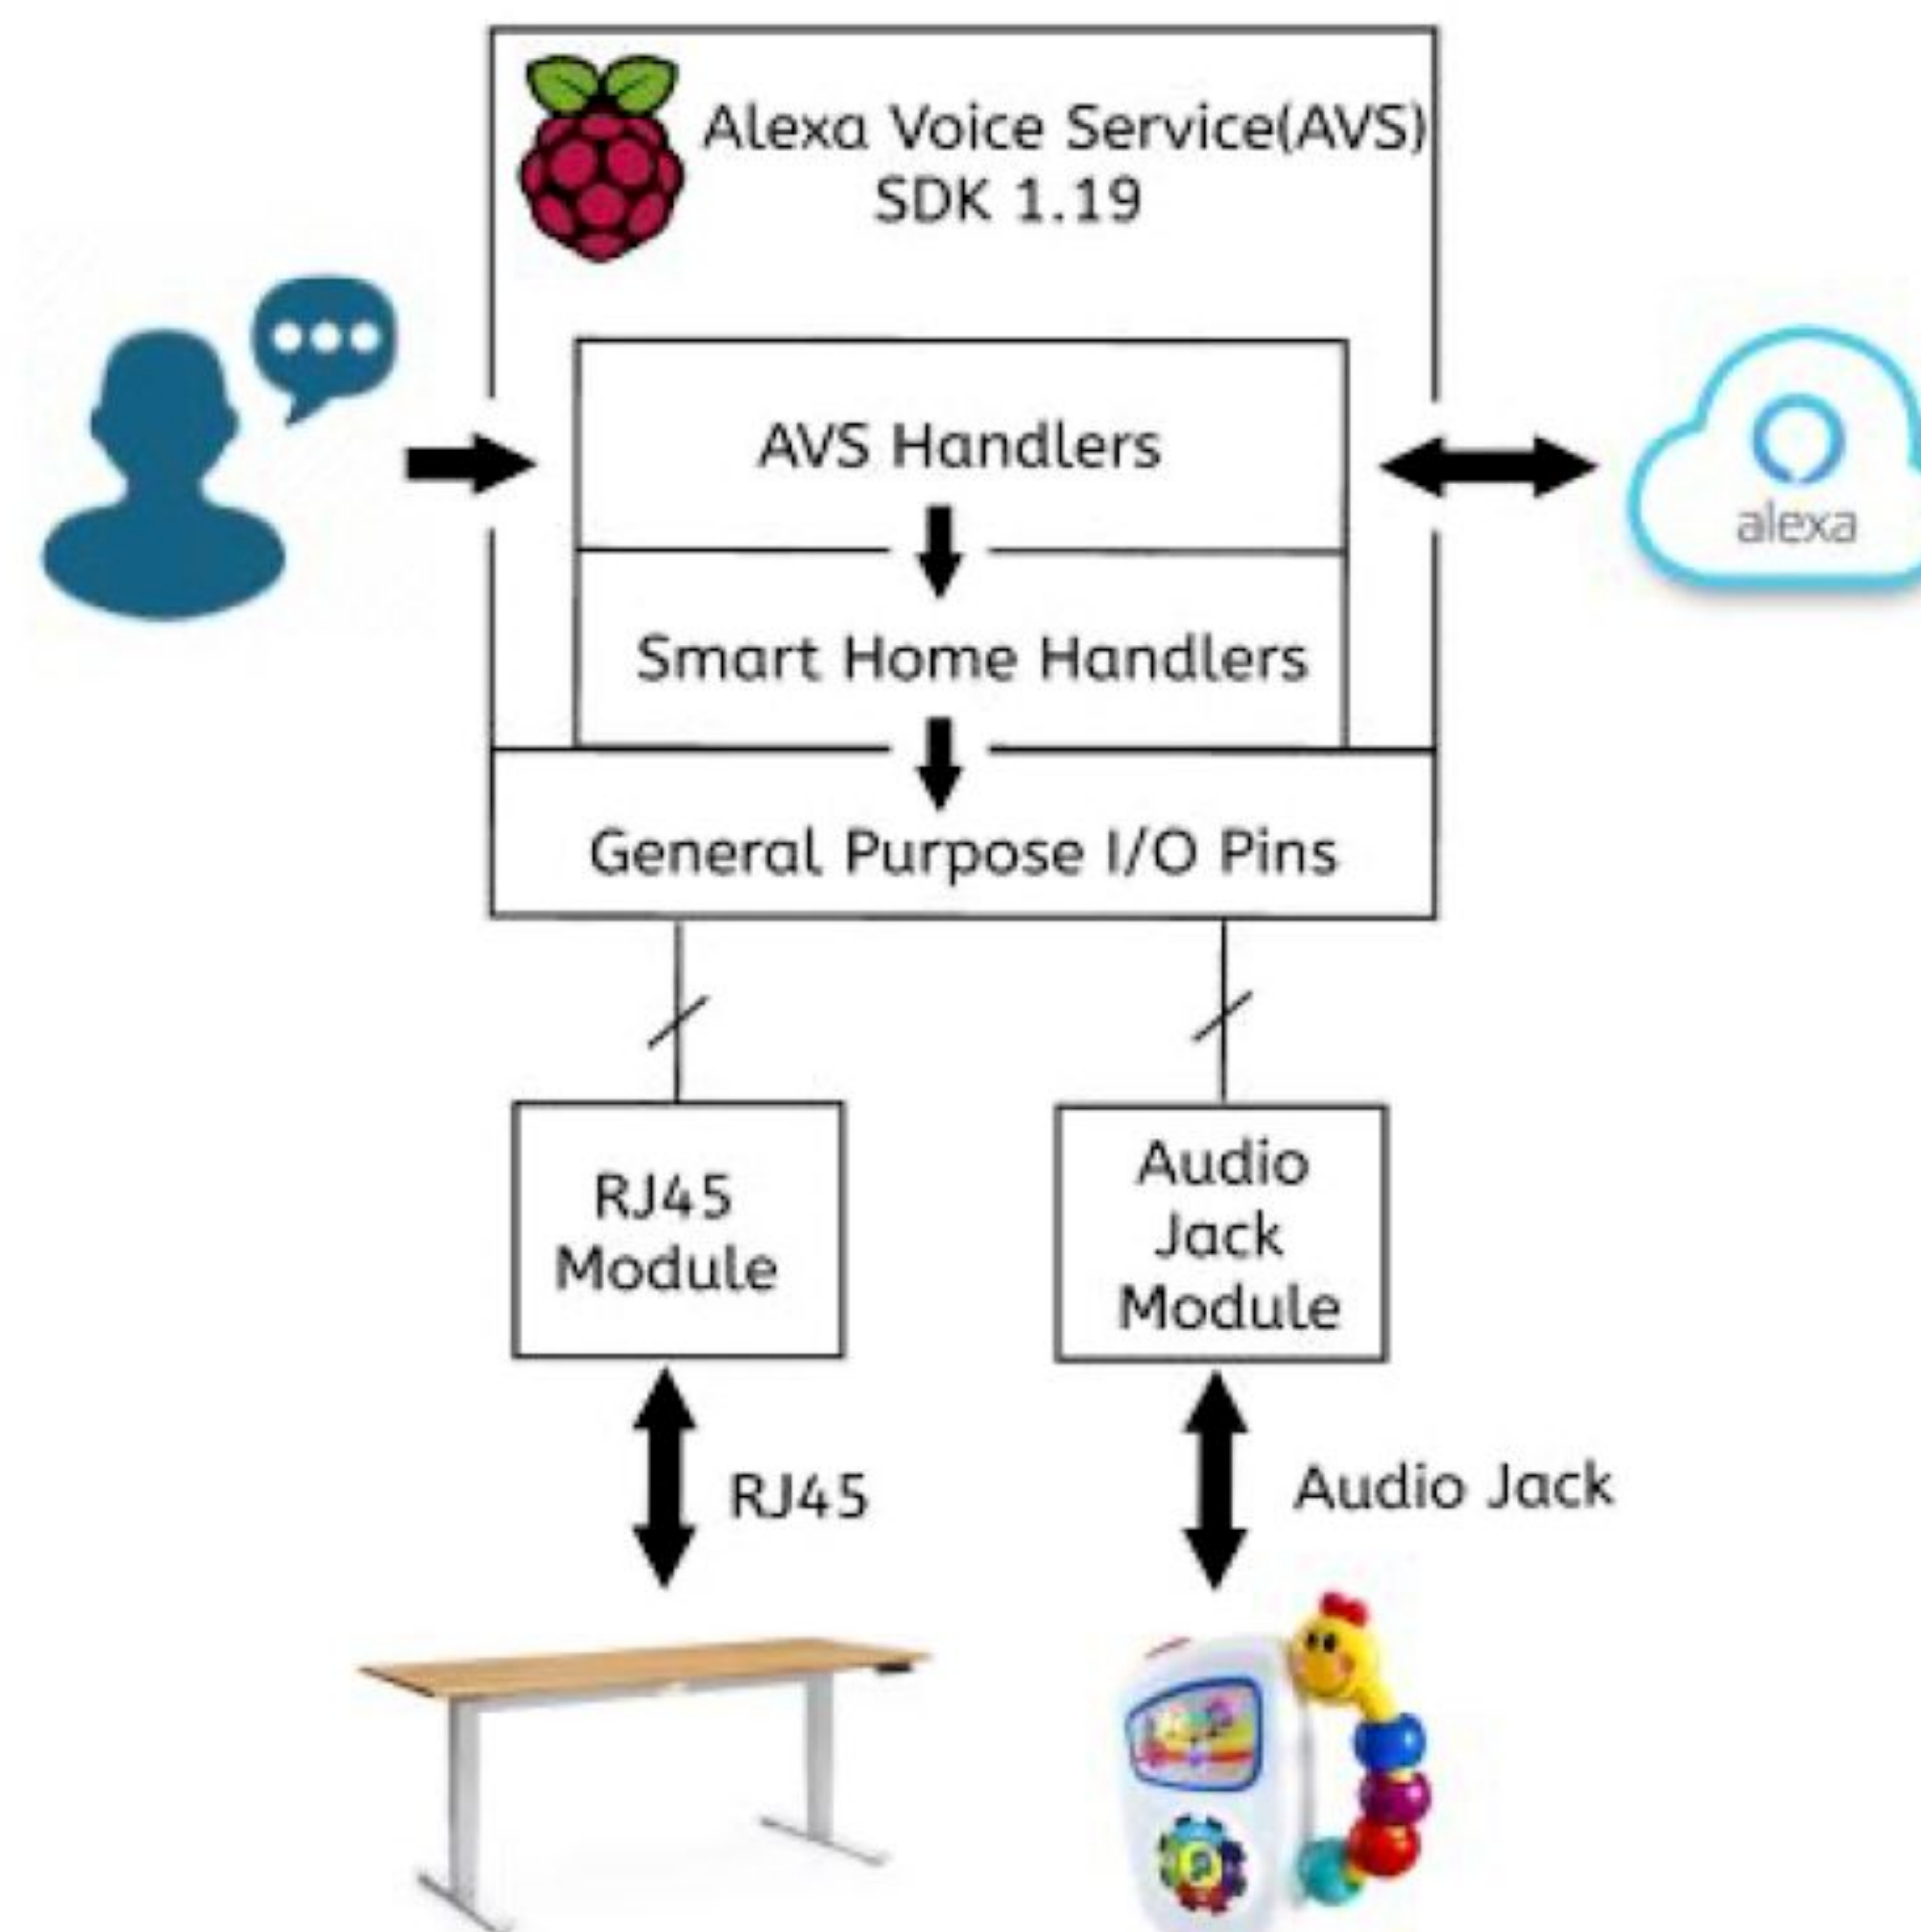 Alexa Voice Service(AVS)
SDK 1.19
AVS Handlers
alexa
Smart Home Handlers
General Purpose I/O Pins
RJ45
Module
Audio
Jack
Module
RJ45
Audio Jack